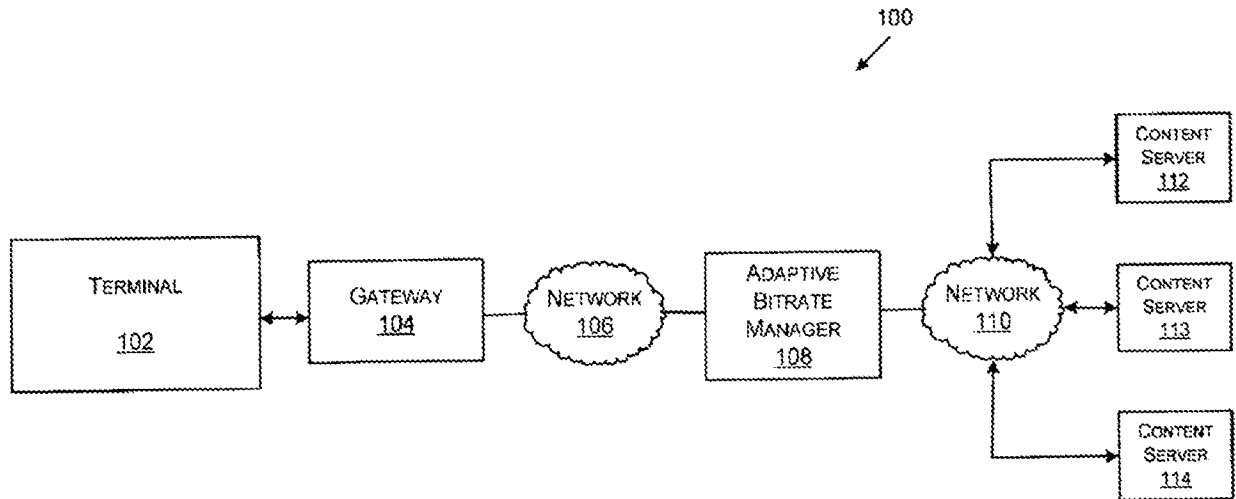 100
CONTENT
SERVER
112
TERMINAL
102
GATEWAY
104
NETWORK
106
ADAPTIVE
BITRATE
MANAGER
108
NETWORK
110
CONTENT
SERVER
113
CONTENT
SERVER
114